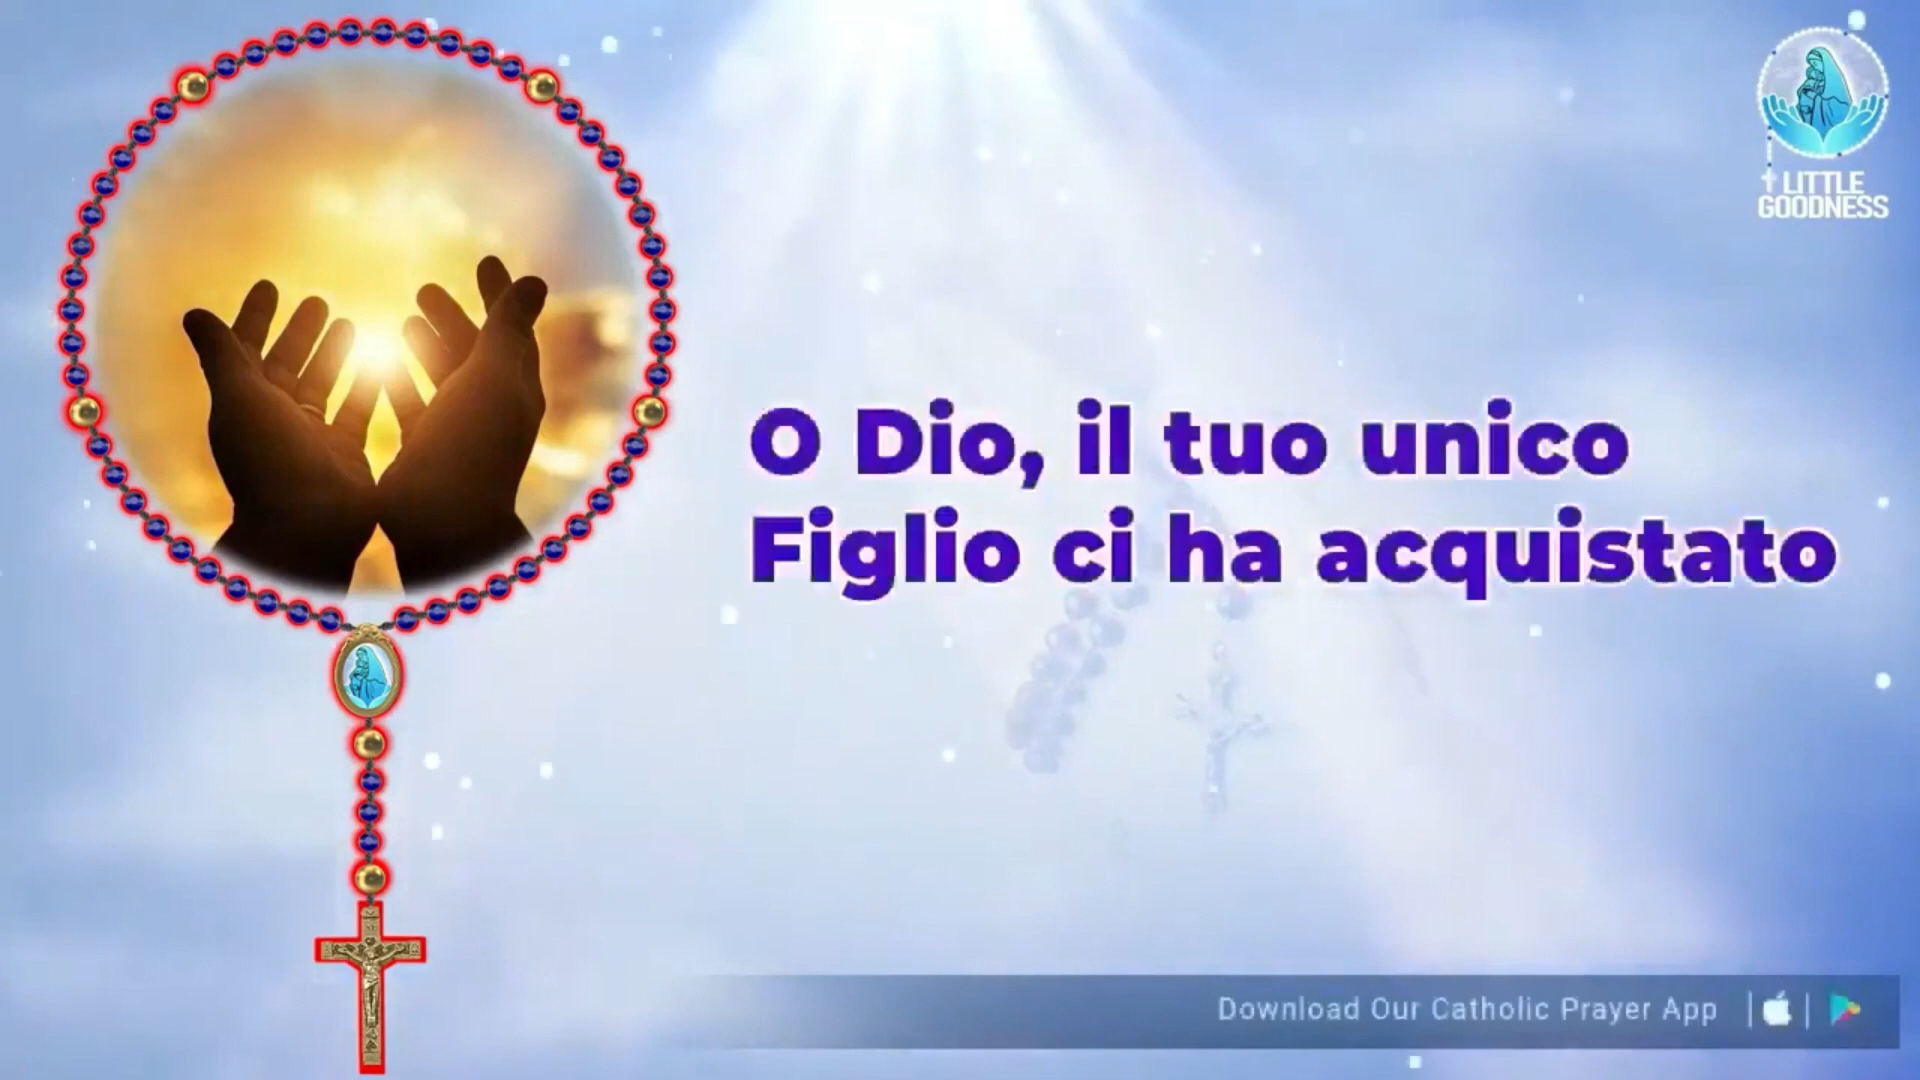 LITTLE
GOODNESS
O Dio, il tuo unico
Figlio ci ha acquistato
Download Our Catholic Prayer App